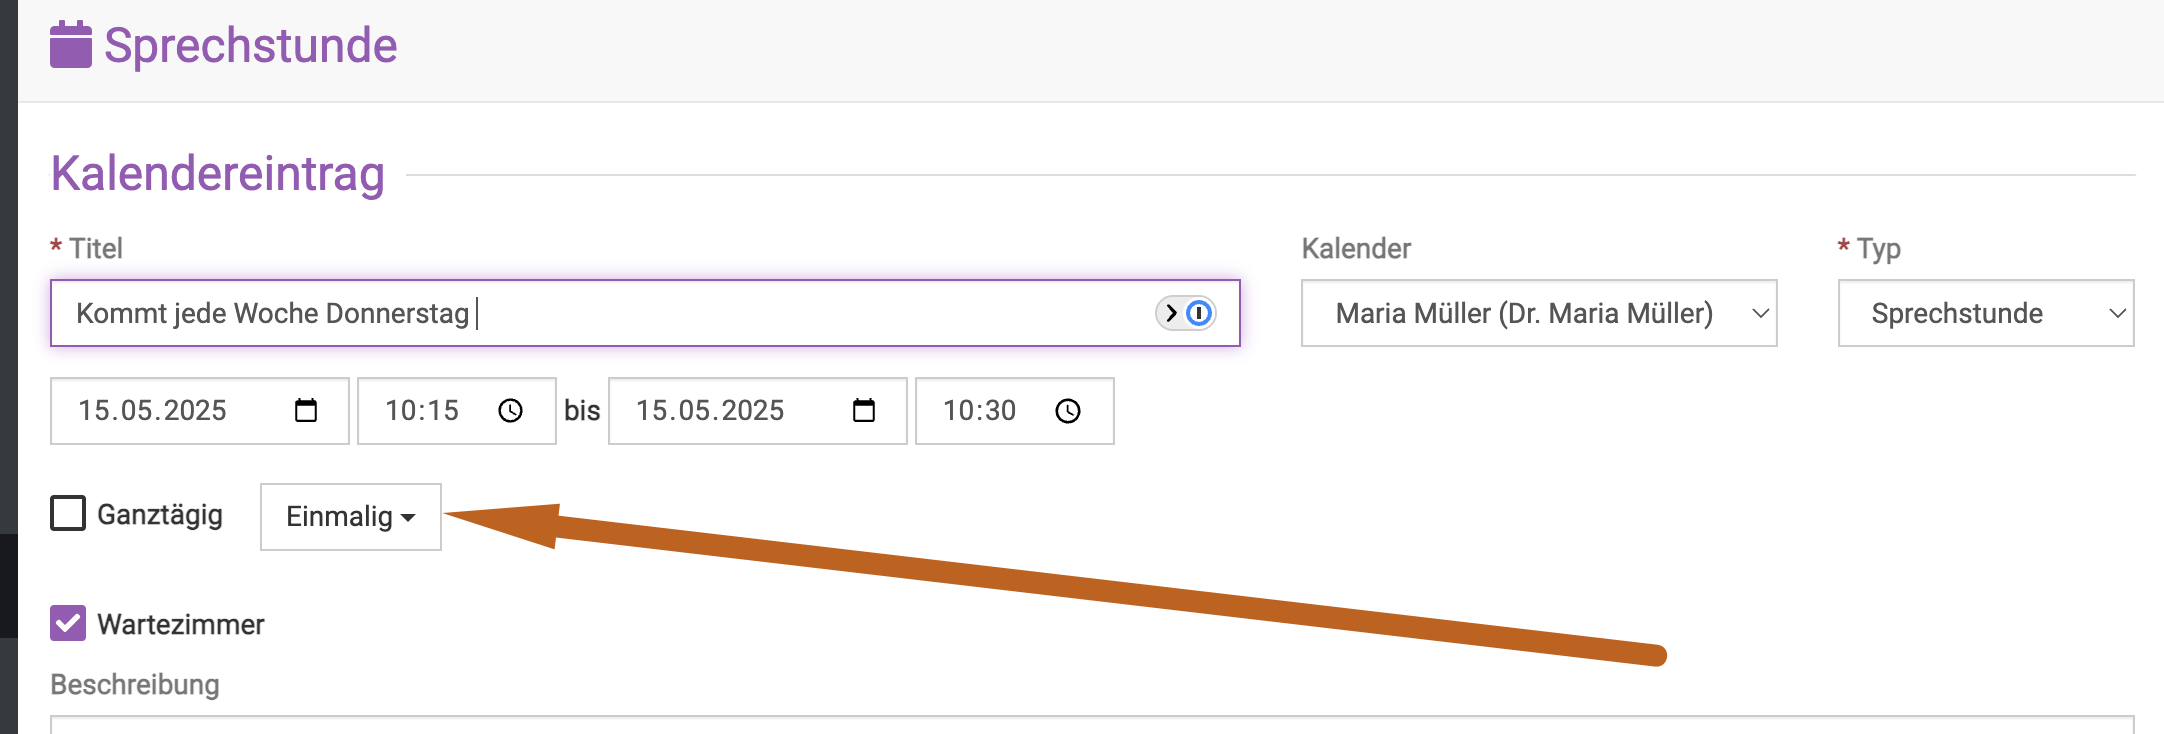 Sprechstunde
Kalendereintrag
* Titel
Kalender
* Typ
Kommt jede Woche Donnerstag
Maria Müller (Dr. Maria Müller)
Sprechstunde
15.05.2025 10:15 bis 15.05.2025 10:30
Ganztägig
Einmalig
Wartezimmer
Beschreibung